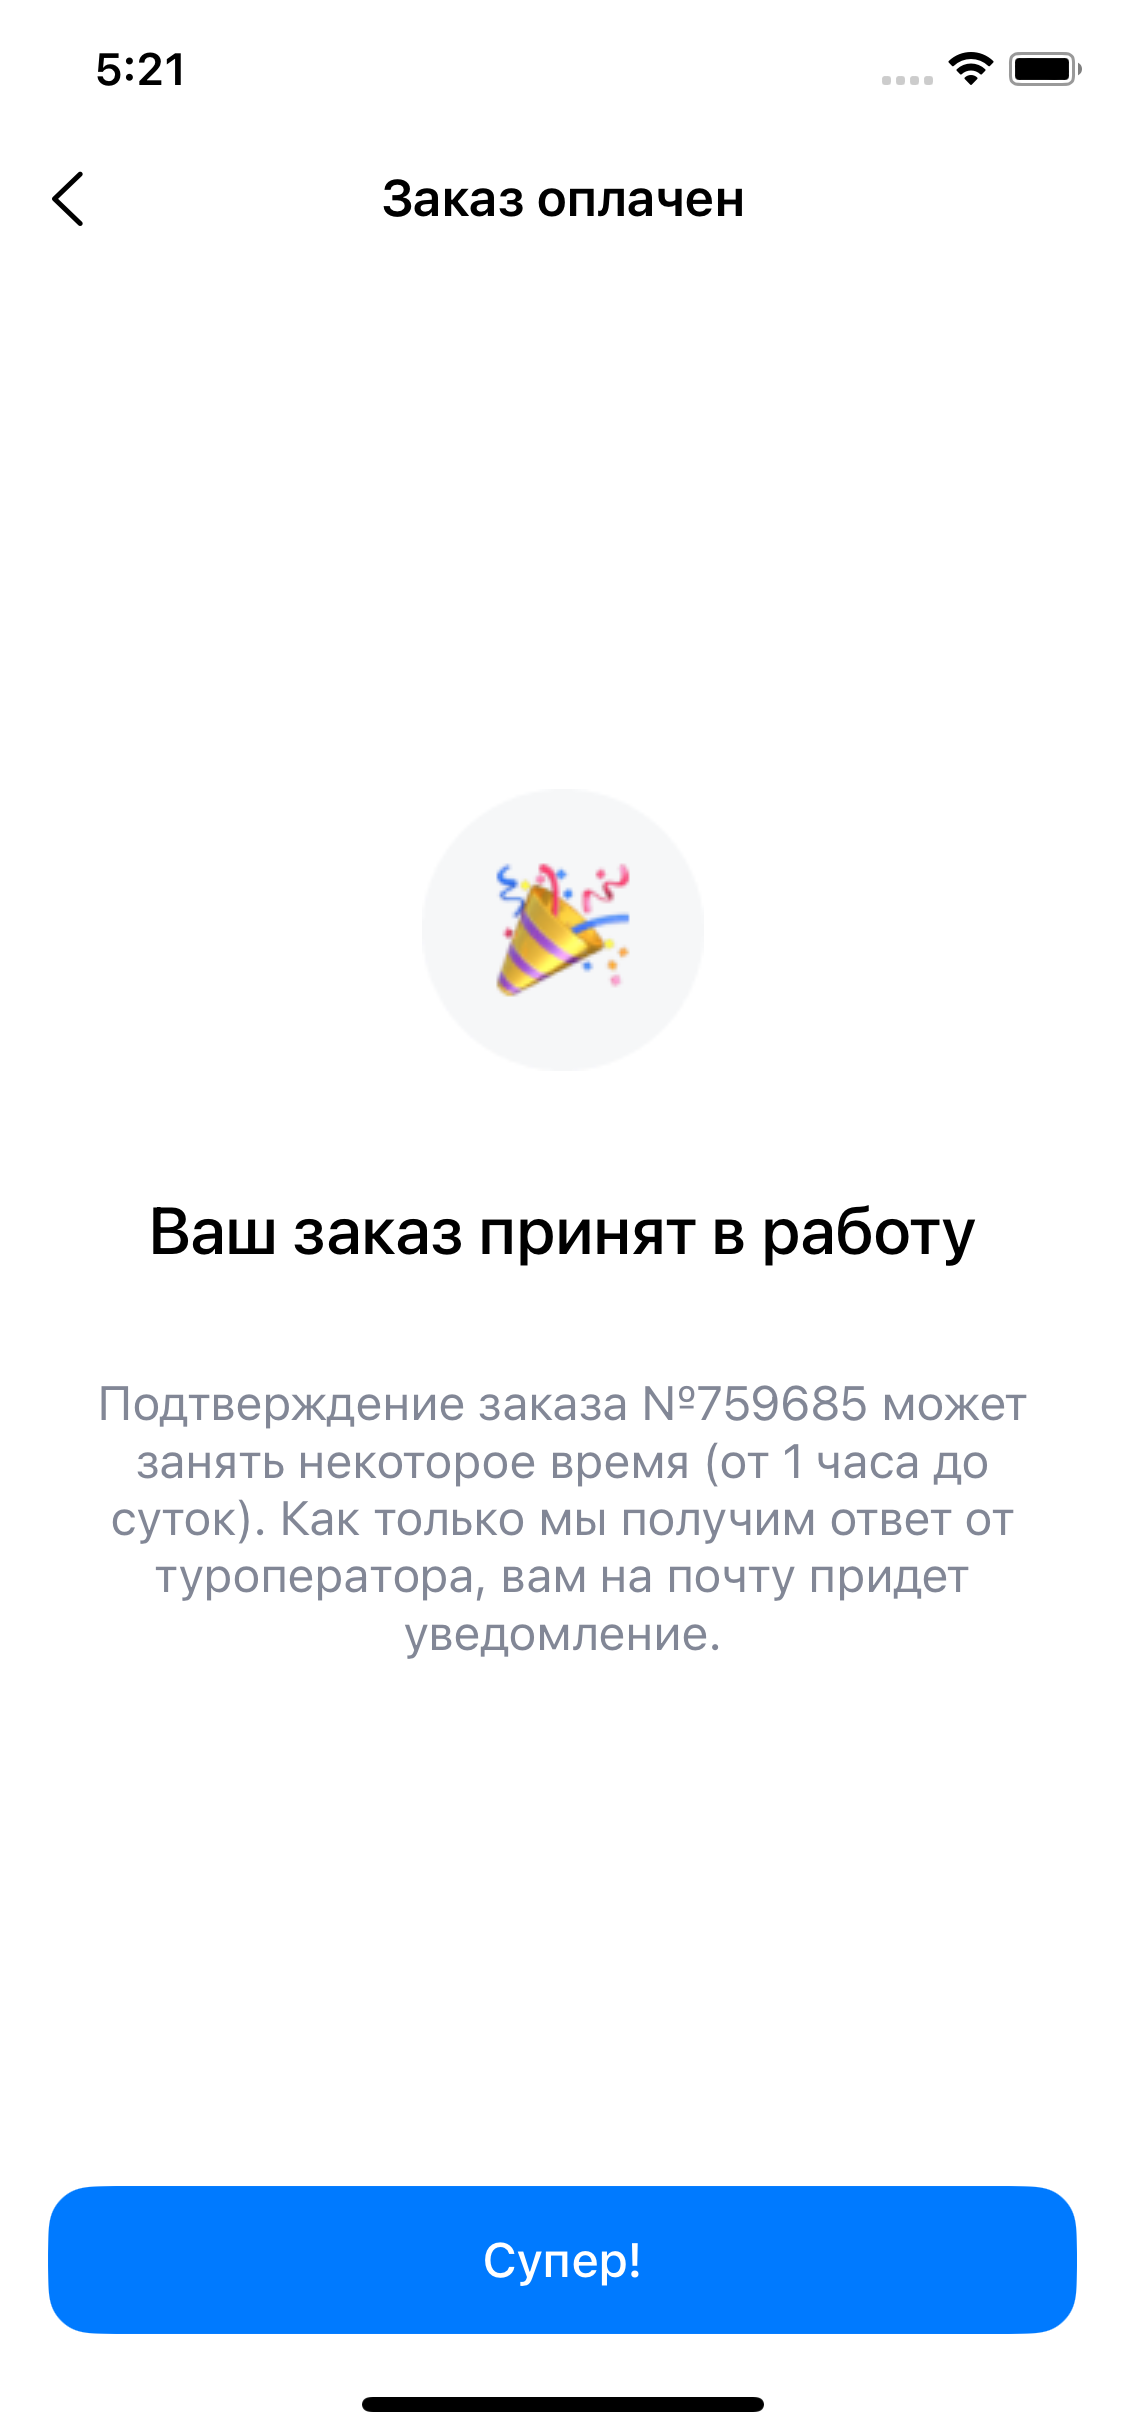 5:21
Заказ оплачен
Ваш заказ принят в работу
Подтверждение заказа №759685 может
занять некоторое время (от 1 часа до
суток). Как только мы получим ответ от
туроператора, вам на почту придет
уведомление.
Супер!